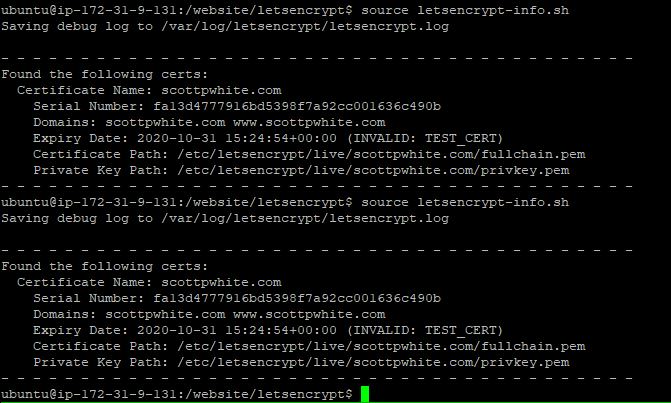 ubuntu@ip-172-31-9-131:/website/letsencrypt$ source letsencrypt-info.sh
Saving debug log to /var/log/letsencrypt/letsencrypt.log
- - - - - - - - - - - - - - - - - - - - - - - - - - - - - - - - - - - - - - - -
Found the following certs:
Certificate Name: scottpwhite.com
Serial Number: fa13d4777916bd5398f7a92cc001636c490b
Domains: scottpwhite.com www.scottpwhite.com
Expiry Date: 2020-10-31 15:24:54+00:00 (INVALID: TEST_CERT)
Certificate Path: /etc/letsencrypt/live/scottpwhite.com/fullchain.pem
Private Key Path: /etc/letsencrypt/live/scottpwhite.com/privkey.pem
- - - - - - - - - - - - - - - - - - - - - - - - - - - - - - - - - - - - - - - -
ubuntu@ip-172-31-9-131:/website/letsencrypt$ source letsencrypt-info.sh
Saving debug log to /var/log/letsencrypt/letsencrypt.log
- - - - - - - - - - - - - - - - - - - - - - - - - - - - - - - - - - - - - - - -
Found the following certs:
Certificate Name: scottpwhite.com
Serial Number: fa13d4777916bd5398f7a92cc001636c490b
Domains: scottpwhite.com www.scottpwhite.com
Expiry Date: 2020-10-31 15:24:54+00:00 (INVALID: TEST_CERT)
Certificate Path: /etc/letsencrypt/live/scottpwhite.com/fullchain.pem
Private Key Path: /etc/letsencrypt/live/scottpwhite.com/privkey.pem
- - - - - - - - - - - - - - - - - - - - - - - - - - - - - - - - - - - - - - - -
ubuntu@ip-172-31-9-131:/website/letsencrypt$